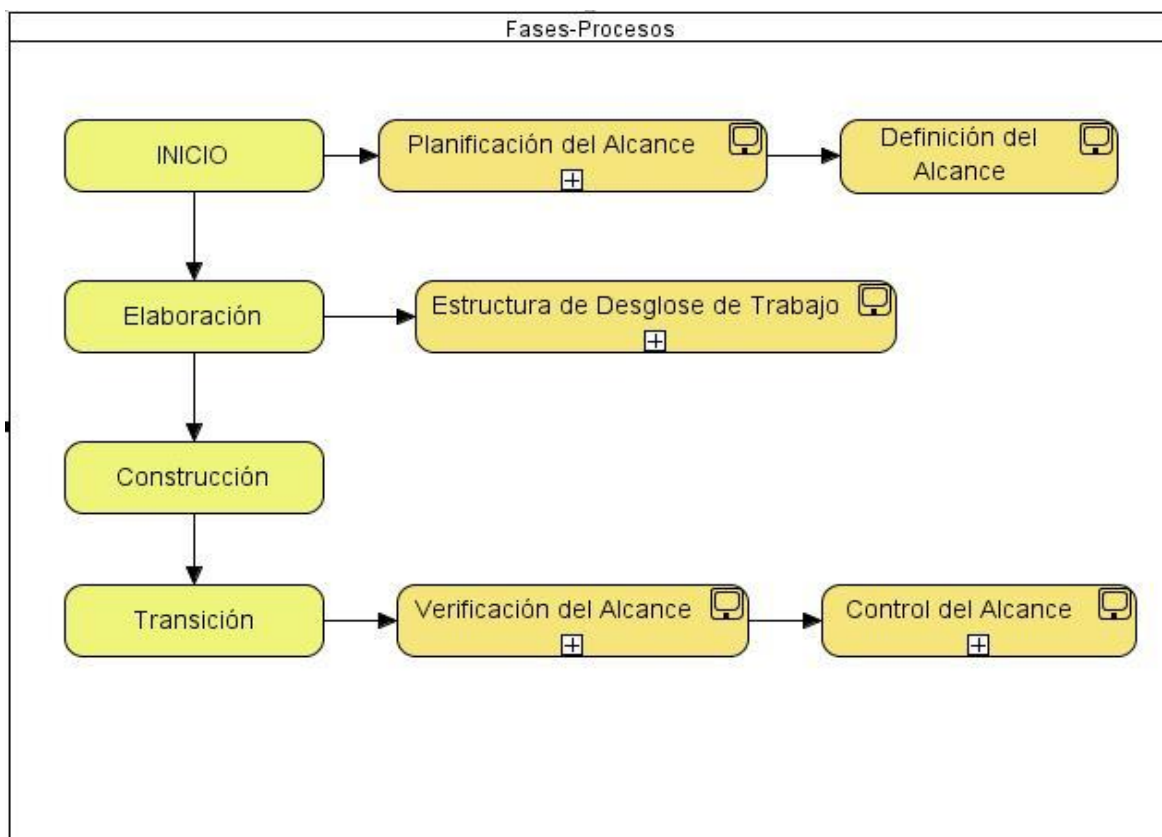 Fases-Procesos
INICIO
Planificación del Alcance
Definición del
Alcance
Elaboración
Estructura de Desglose de Trabajo
Construcción
Transición
Verificación del Alcance
Control del Alcance